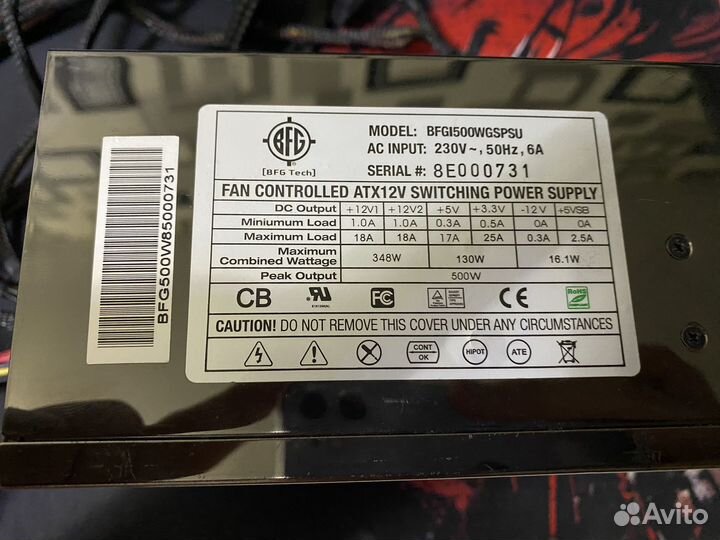 BFG
[BFG Tech]
MODEL: BFGI500WGSPSU
AC INPUT: 230V~, 50Hz, 6A
SERIAL #: 8E000731
FAN CONTROLLED ATX12V SWITCHING POWER SUPPLY
DC Output +12V1 +12V2 +5V +3.3V -12V +5VSB
Miniumum Load 1.0A 1.0A 0.3A 0.5A 0A 0A
Maximum Load 18A 18A 17A 25A 0.3A 2.5A
Maximum Combined Wattage 348W 130W 16.1W
Peak Output 500W
CB FC CE RoHS
CAUTION! DO NOT REMOVE THIS COVER UNDER ANY CIRCUMSTANCES
CONT OK HIPOT ATE
BFG500W85000731
Avito